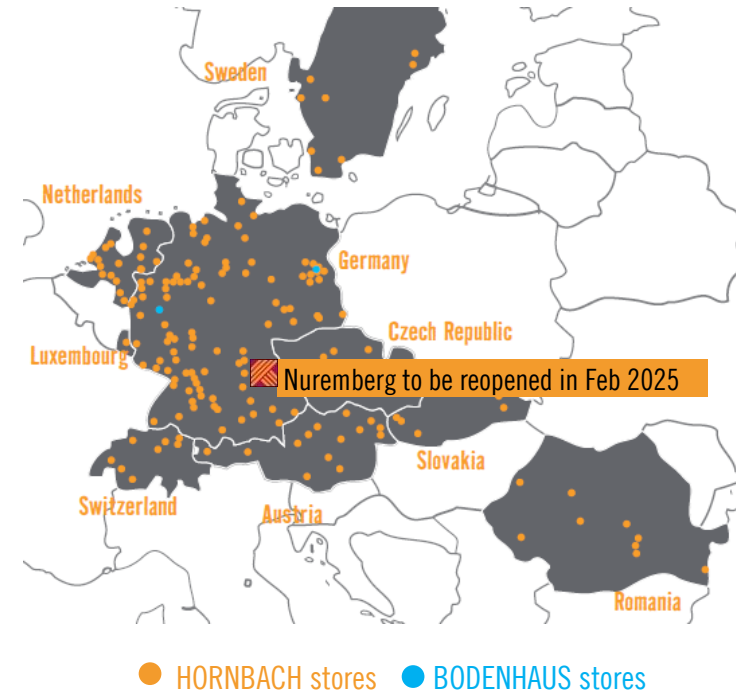 Sweden
Netherlands
Germany
Czech Republic
Luxembourg
Nuremberg to be reopened in Feb 2025
Slovakia
Switzerland
Austria
Romania
HORNBACH stores
BODENHAUS stores